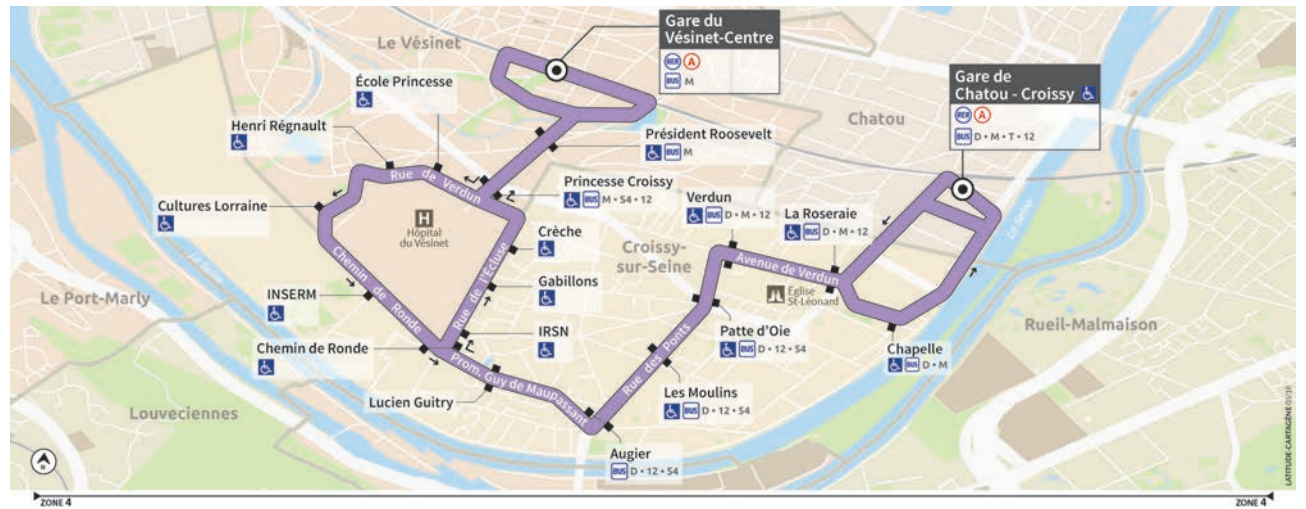 Le Vésinet
Gare du
Vésinet-Centre
RER A
BUS M
École Princesse
Gare de
Chatou - Croissy
RER A
BUS D • M • T • 12
Chatou
Henri Régnault
Président Roosevelt
BUS M
Rue de Verdun
Princesse Croissy
BUS M • 54 • 12
Verdun
BUS D • M • 12
La Roseraie
BUS D • M • 12
La Seine
Cultures Lorraine
H
Hôpital
du Vésinet
Crèche
Croissy-
sur-Seine
Avenue de Verdun
La Seine
Le Port-Marly
Chemin de Ronde
Rue de l'Écluse
Gabillons
Église
St-Léonard
INSERM
IRSN
Patte d'Oie
BUS D • 12 • 54
Rueil-Malmaison
Chemin de Ronde
Prom. Guy de Maupassant
Rue des Ponts
Chapelle
BUS D • M
Lucien Guitry
Les Moulins
BUS D • 12 • 54
Louveciennes
Augier
BUS D • 12 • 54
N
ZONE 4
ZONE 4